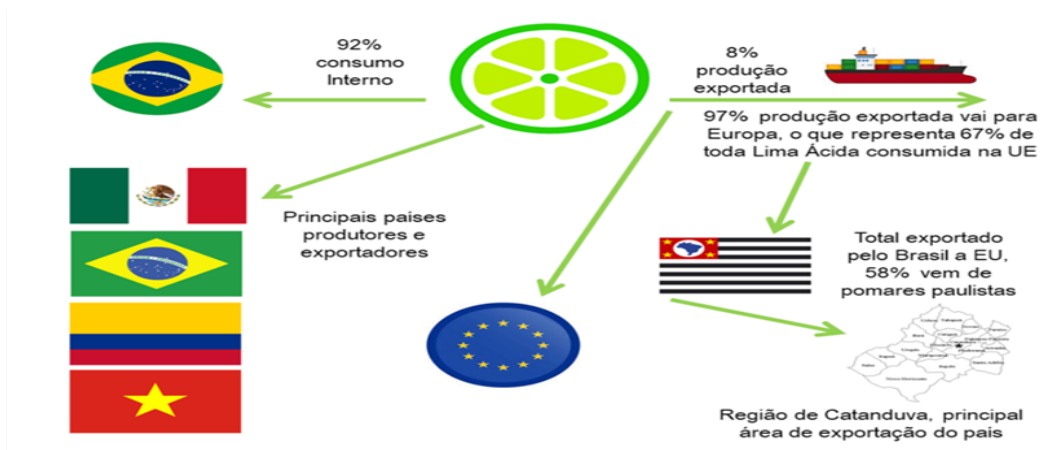 92%
consumo
Interno
8%
produção
exportada
97% produção exportada vai para
Europa, o que representa 67% de
toda Lima Ácida consumida na UE
Principais paises
produtores e
exportadores
Total exportado
pelo Brasil a EU,
58% vem de
pomares paulistas
Região de Catanduva, principal
área de exportação do pais